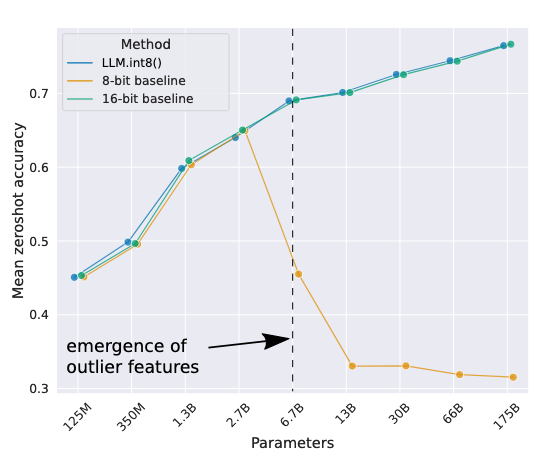 Method
LLM.int8()
8-bit baseline
16-bit baseline
Mean zeroshot accuracy
0.7
0.6
0.5
0.4
0.3
emergence of
outlier features
125M
350M
1.3B
2.7B
6.7B
13B
30B
66B
175B
Parameters